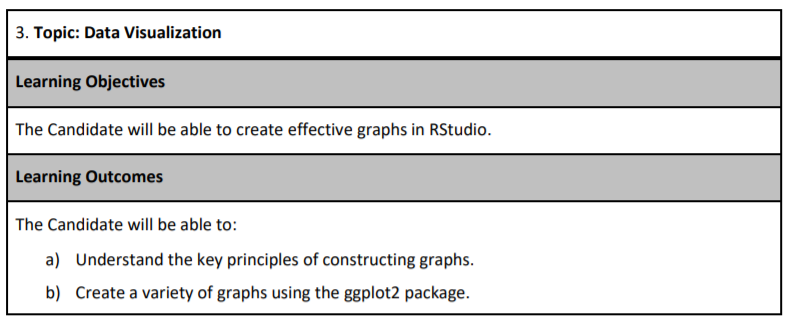 3. Topic: Data Visualization
Learning Objectives
The Candidate will be able to create effective graphs in RStudio.
Learning Outcomes
The Candidate will be able to:
a) Understand the key principles of constructing graphs.
b) Create a variety of graphs using the ggplot2 package.